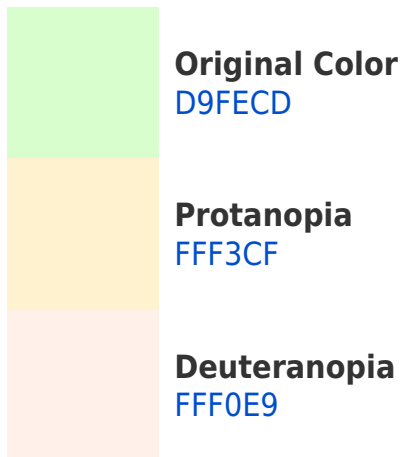 Original Color
D9FECD
Protanopia
FFF3CF
Deuteranopia
FFF0E9